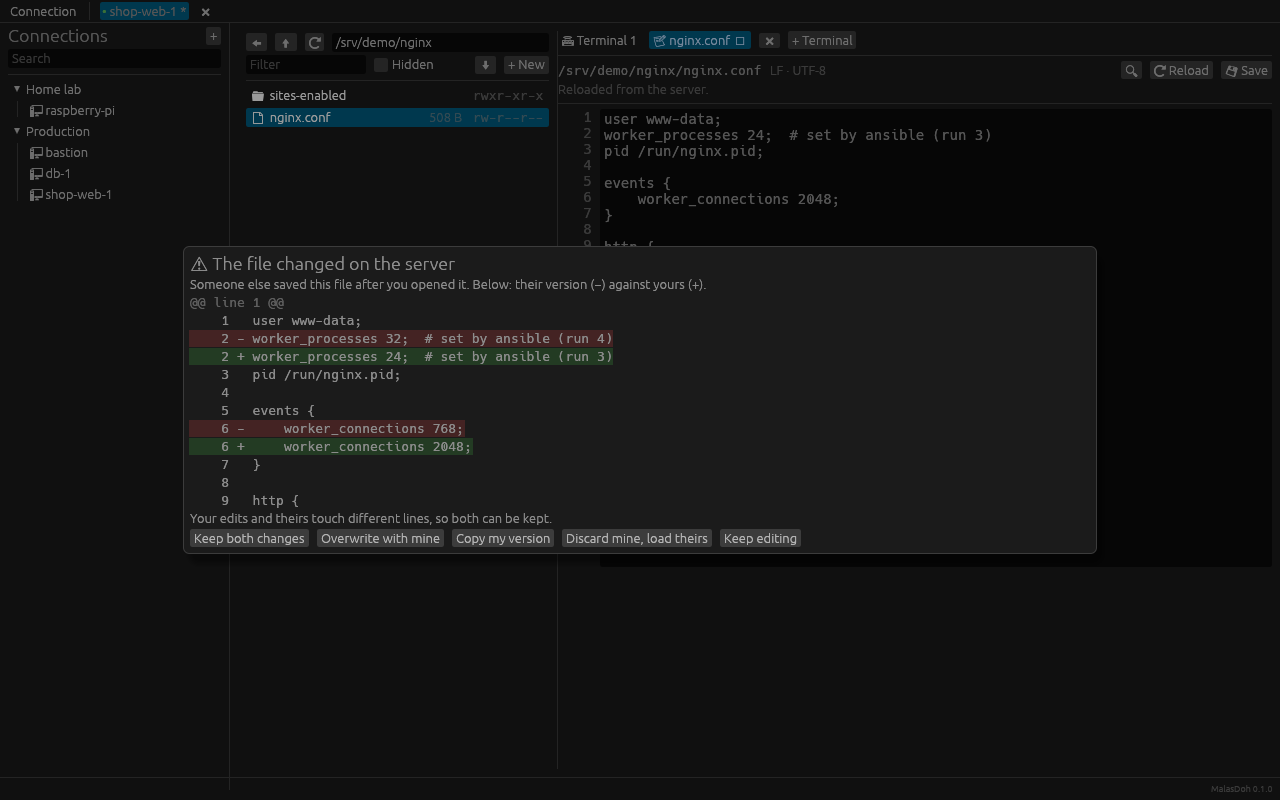 Connection
shop-web-1 *
Connections
+
Search
Home lab
raspberry-pi
Production
bastion
db-1
shop-web-1
/srv/demo/nginx
Filter
Hidden
+ New
sites-enabled rwxr-xr-x
nginx.conf 508 B rw-r--r--
Terminal 1
nginx.conf
+ Terminal
/srv/demo/nginx/nginx.conf LF · UTF-8
Reload
Save
Reloaded from the server.
1 user www-data;
2 worker_processes 24;  # set by ansible (run 3)
3 pid /run/nginx.pid;
4
5 events {
6     worker_connections 2048;
7 }
8
9 http {
The file changed on the server
Someone else saved this file after you opened it. Below: their version (−) against yours (+).
@@ line 1 @@
1   user www-data;
2 - worker_processes 32;  # set by ansible (run 4)
2 + worker_processes 24;  # set by ansible (run 3)
3   pid /run/nginx.pid;
4
5   events {
6 -     worker_connections 768;
6 +     worker_connections 2048;
7   }
8
9   http {
Your edits and theirs touch different lines, so both can be kept.
Keep both changes
Overwrite with mine
Copy my version
Discard mine, load theirs
Keep editing
MalasDoh 0.1.0